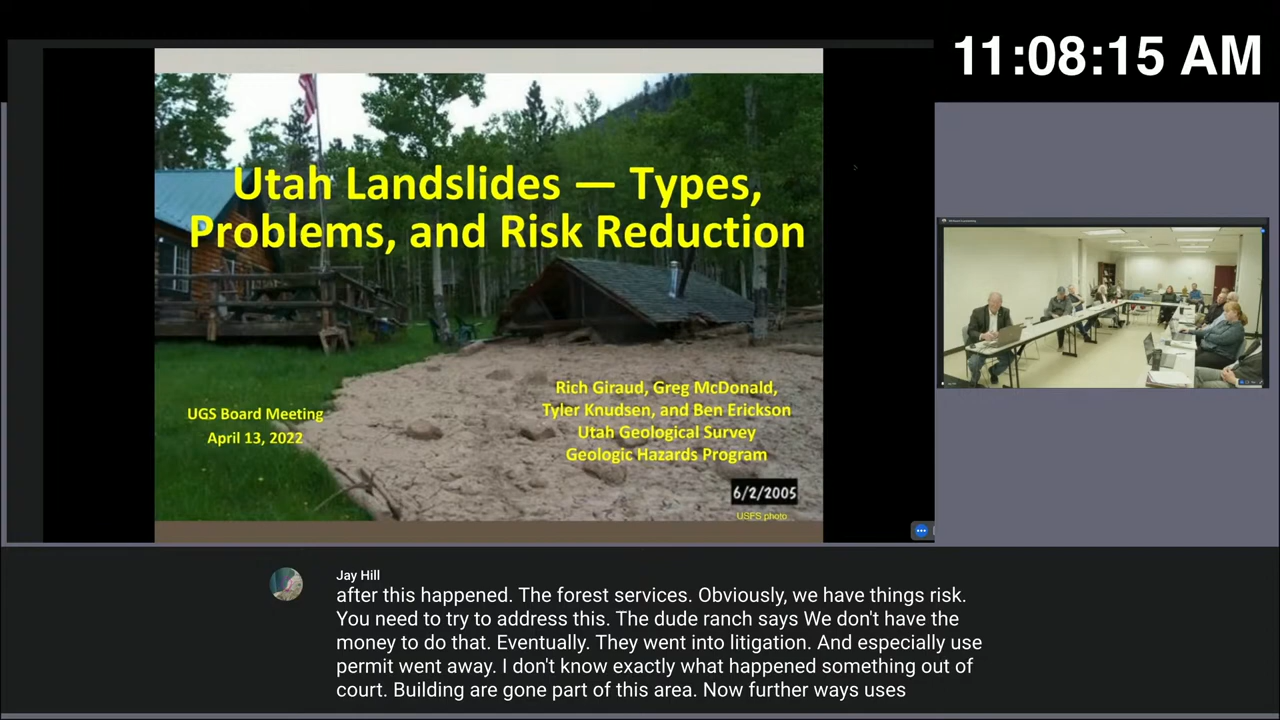 11:08:15 AM
Utah Landslides — Types,
Problems, and Risk Reduction
Rich Giraud, Greg McDonald,
Tyler Knudsen, and Ben Erickson
Utah Geological Survey
Geologic Hazards Program
UGS Board Meeting
April 13, 2022
6/2/2005
USFS photo
Jay Hill
after this happened. The forest services. Obviously, we have things risk.
You need to try to address this. The dude ranch says We don't have the
money to do that. Eventually. They went into litigation. And especially use
permit went away. I don't know exactly what happened something out of
court. Building are gone part of this area. Now further ways uses